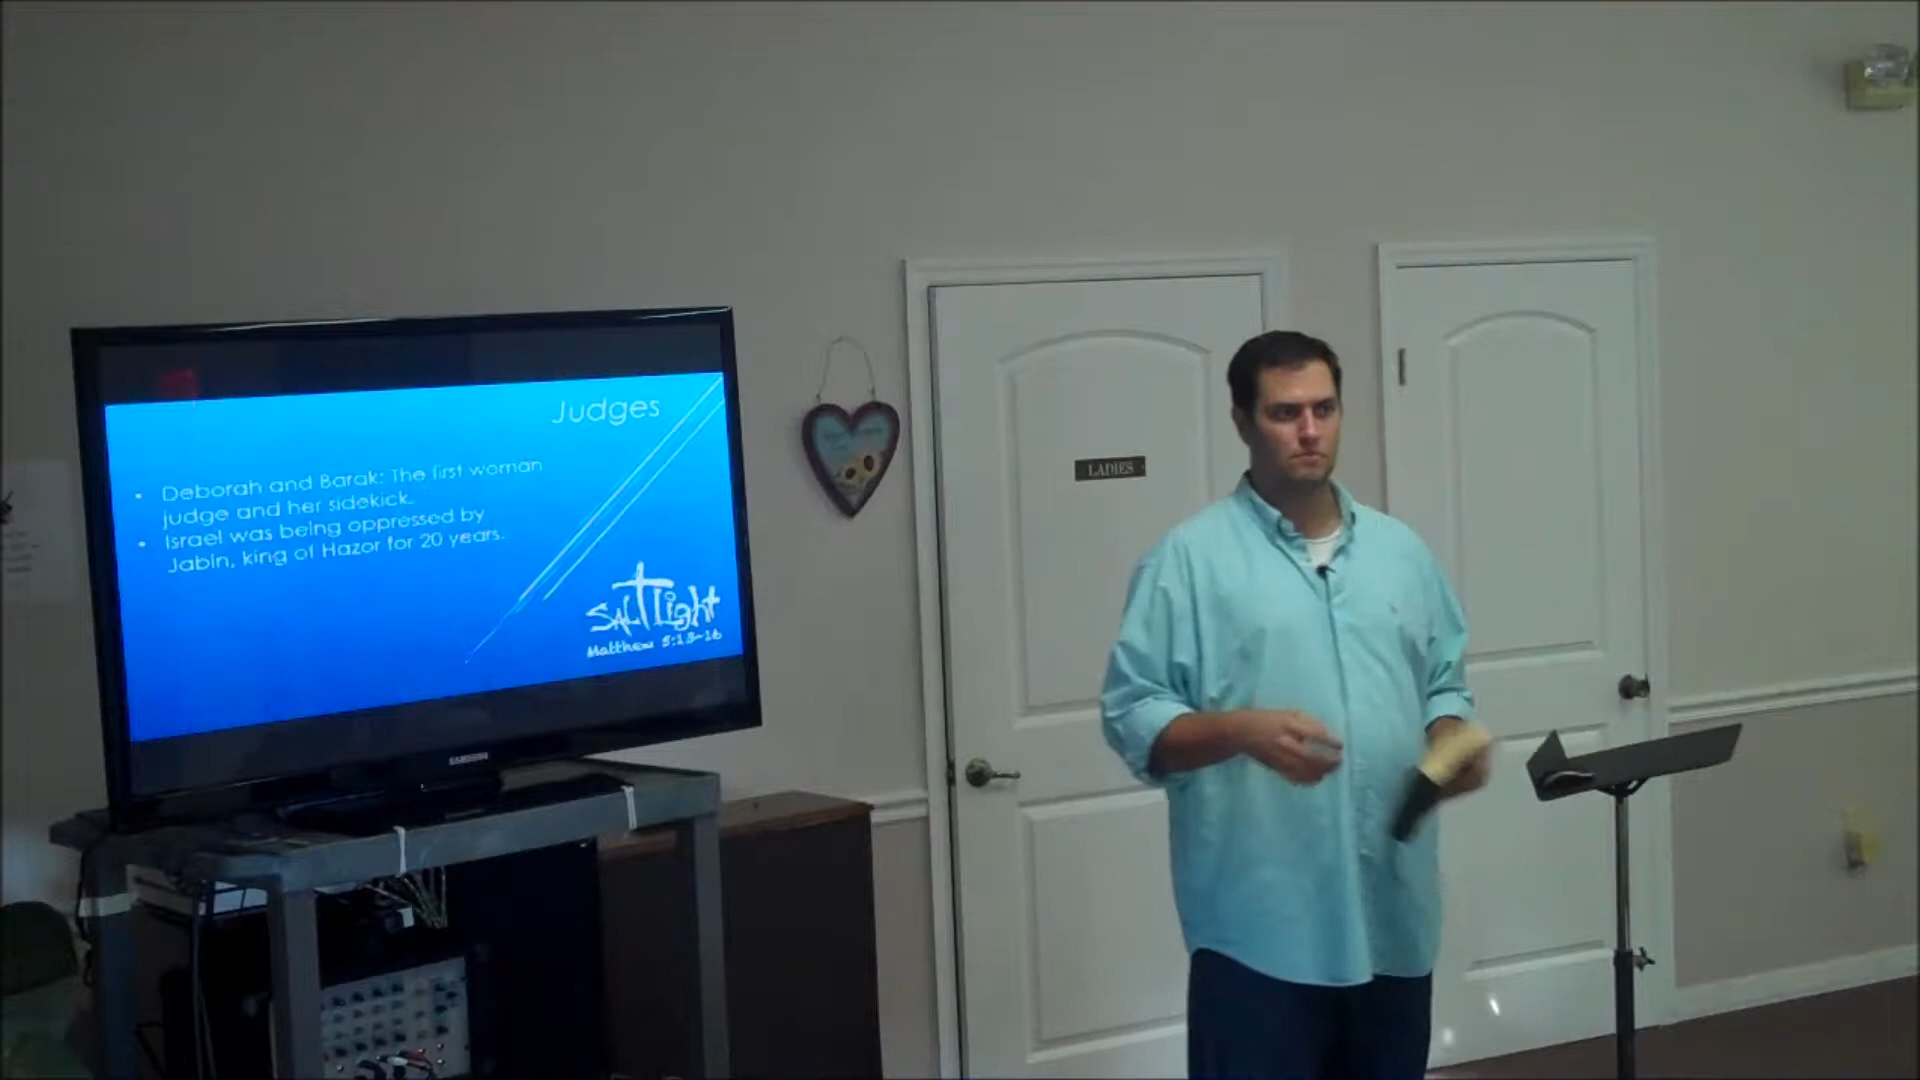 Judges
Deborah and Barak: The first woman
judge and her sidekick.
Israel was being oppressed by
Jabin, king of Hazor for 20 years.
SALTLight
Matthew 5:13-16
SAMSUNG
LADIES